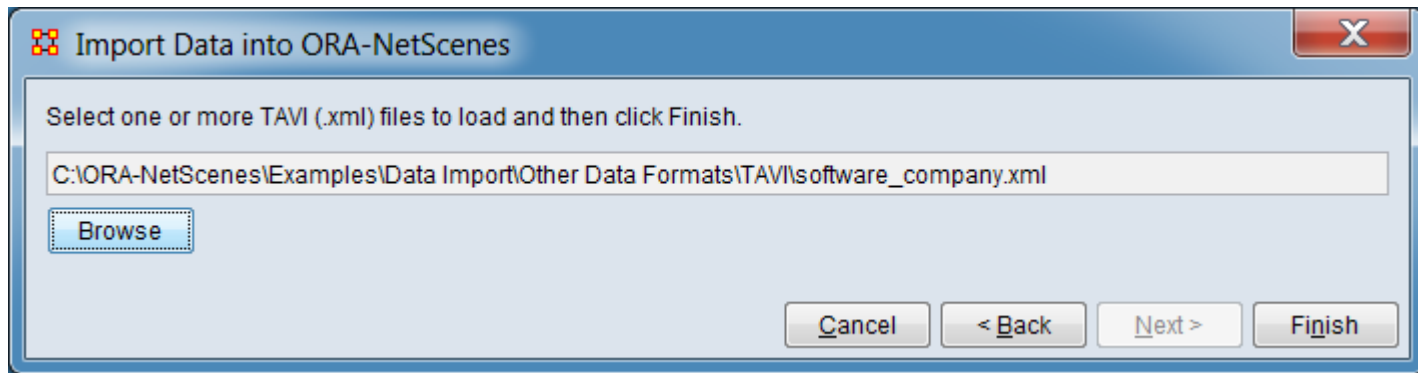 Import Data into ORA-NetScenes
Select one or more TAVI (.xml) files to load and then click Finish.
C:\ORA-NetScenes\Examples\Data Import\Other Data Formats\TAVI\software_company.xml
Browse
Cancel < Back Next > Finish